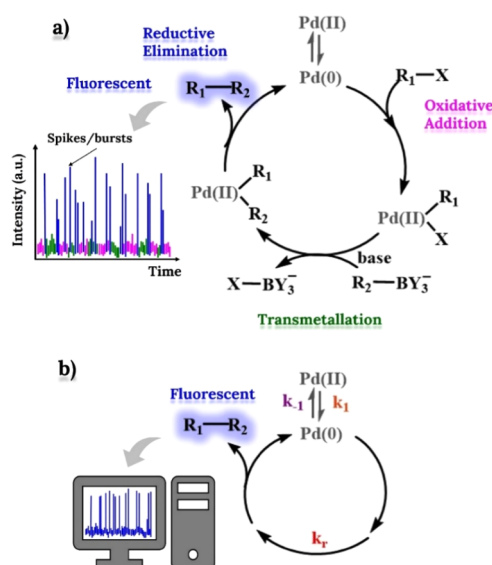 a)
Reductive
Elimination
Pd(II)
Pd(0)
Fluorescent
R₁—R₂
R₁—X
Oxidative
Addition
Spikes/bursts
Intensity (a.u.)
Time
Pd(II)
R₁
R₂
Pd(II)
R₁
X
base
X—BY₃⁻
R₂—BY₃⁻
Transmetallation
b)
Pd(II)
Fluorescent
k₋₁
k₁
R₁—R₂
Pd(0)
kᵣ